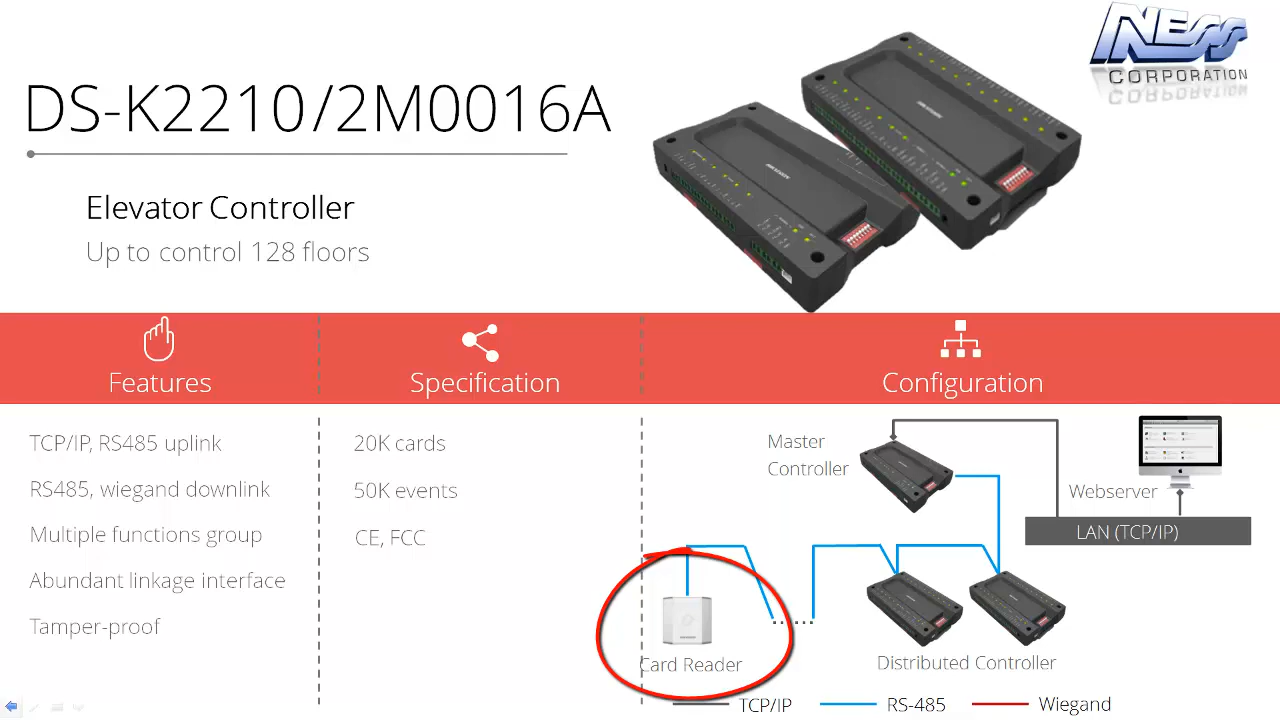 NESS
CORPORATION
DS-K2210/2M0016A
Elevator Controller
Up to control 128 floors
Features
Specification
Configuration
TCP/IP, RS485 uplink
RS485, wiegand downlink
Multiple functions group
Abundant linkage interface
Tamper-proof
20K cards
50K events
CE, FCC
Master
Controller
Webserver
LAN (TCP/IP)
Card Reader
Distributed Controller
TCP/IP
RS-485
Wiegand